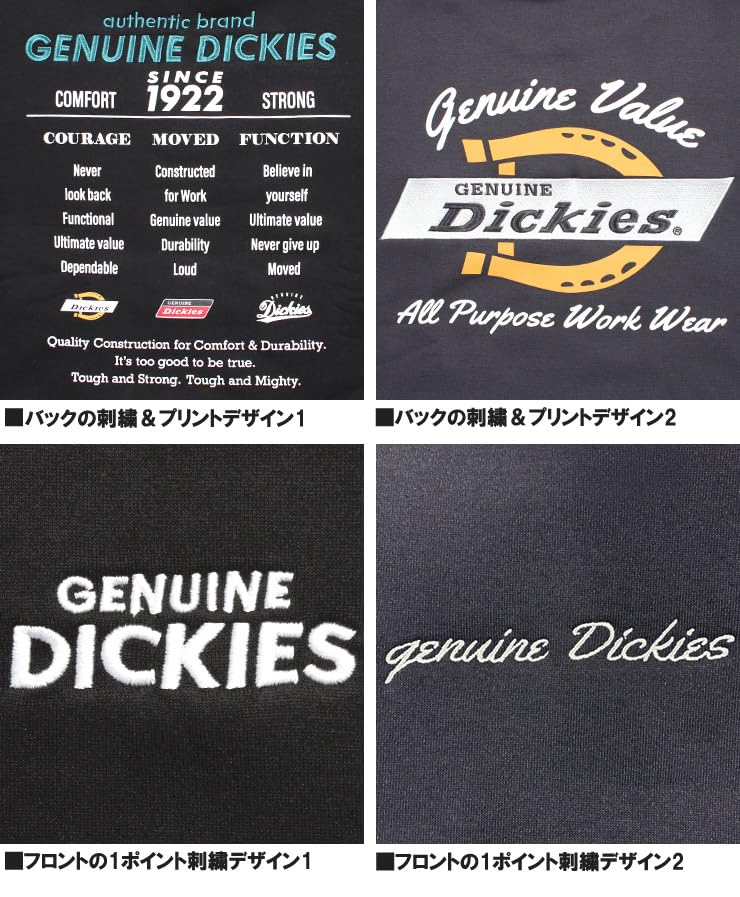 authentic brand
GENUINE DICKIES
SINCE
COMFORT 1922 STRONG
COURAGE MOVED FUNCTION
Never Constructed Believe in
look back for Work yourself
Functional Genuine value Ultimate value
Ultimate value Durability Never give up
Dependable Loud Moved
GENUINE GENUINE
Dickies Dickies Dickies
Quality Construction for Comfort & Durability.
It's too good to be true.
Tough and Strong. Tough and Mighty.
■バックの刺繍&プリントデザイン1
Genuine Value
GENUINE
Dickies®
All Purpose Work Wear
■バックの刺繍&プリントデザイン2
GENUINE
DICKIES
■フロントの1ポイント刺繍デザイン1
genuine Dickies
■フロントの1ポイント刺繍デザイン2